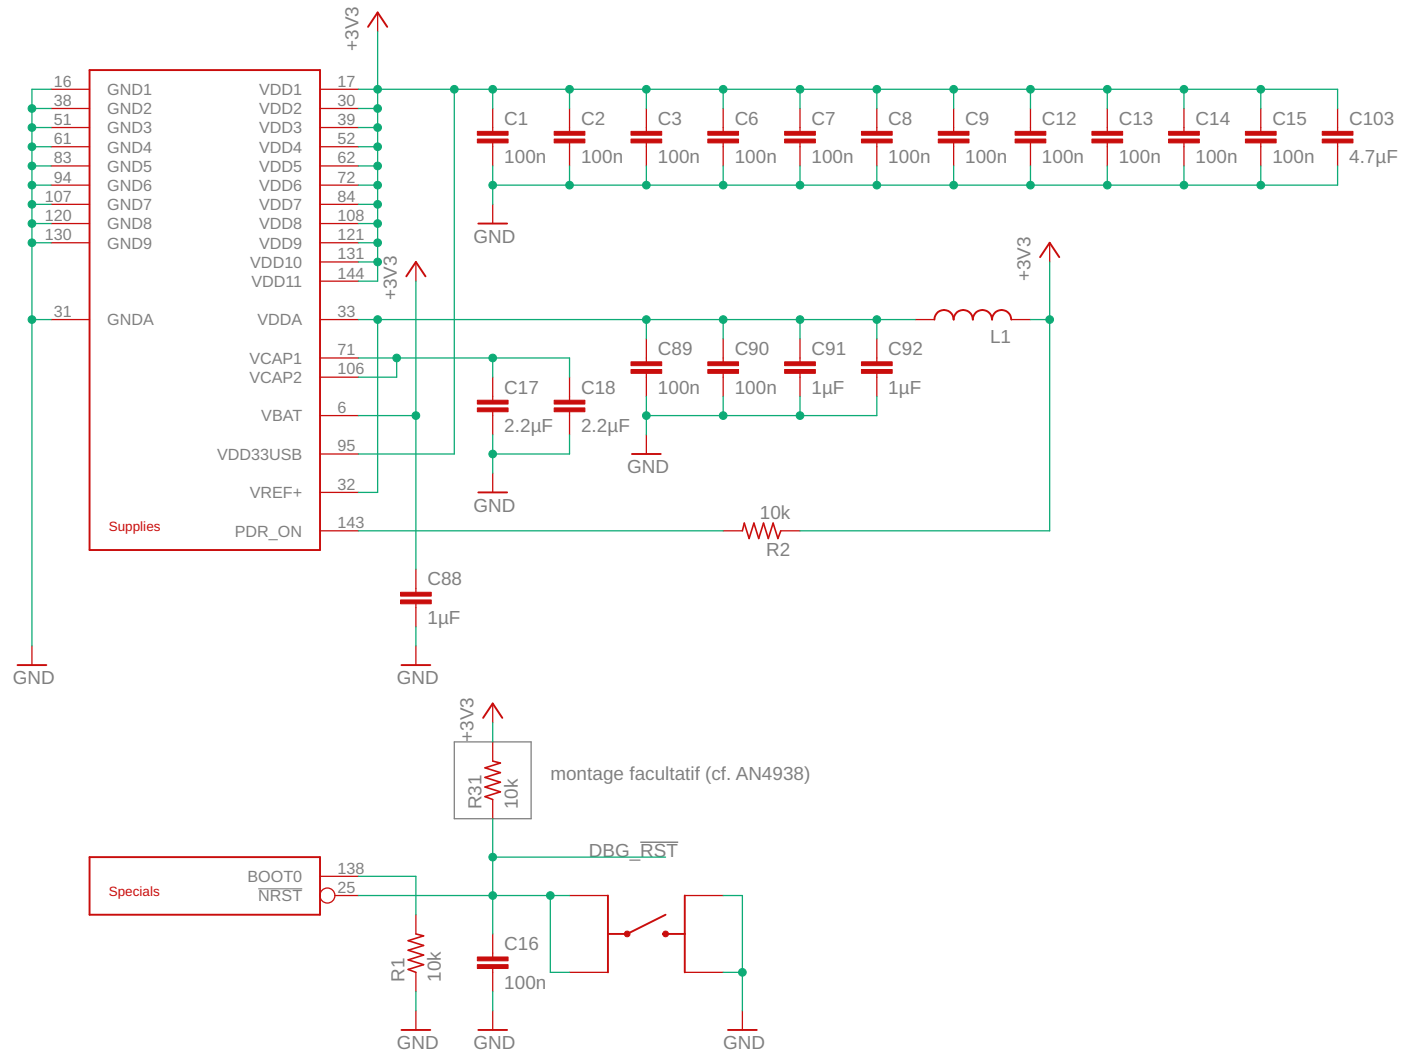 +3V3
16 GND1 VDD1 17
38 GND2 VDD2 30
51 GND3 VDD3 39
61 GND4 VDD4 52
83 GND5 VDD5 62
94 GND6 VDD6 72
107 GND7 VDD7 84
120 GND8 VDD8 108
130 GND9 VDD9 121
VDD10 131
VDD11 144
31 GNDA VDDA 33
VCAP1 71
VCAP2 106
VBAT 6
VDD33USB 95
VREF+ 32
Supplies PDR_ON 143
C1 C2 C3 C6 C7 C8 C9 C12 C13 C14 C15 C103
100n 100n 100n 100n 100n 100n 100n 100n 100n 100n 100n 4.7µF
GND
+3V3
+3V3
L1
C89 C90 C91 C92
100n 100n 1µF 1µF
GND
C17 C18
2.2µF 2.2µF
GND
10k
R2
C88
1µF
GND
GND
+3V3
R31
10k
montage facultatif (cf. AN4938)
DBG_RST
BOOT0 138
Specials NRST 25
R1
10k
C16
100n
GND
GND
GND